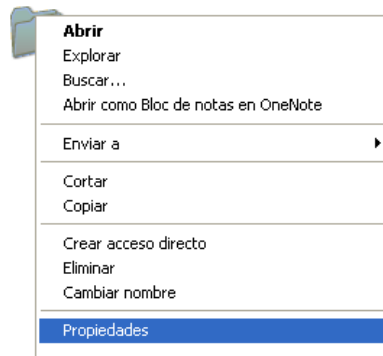 Abrir
Explorar
Buscar...
Abrir como Bloc de notas en OneNote
Enviar a
Cortar
Copiar
Crear acceso directo
Eliminar
Cambiar nombre
Propiedades